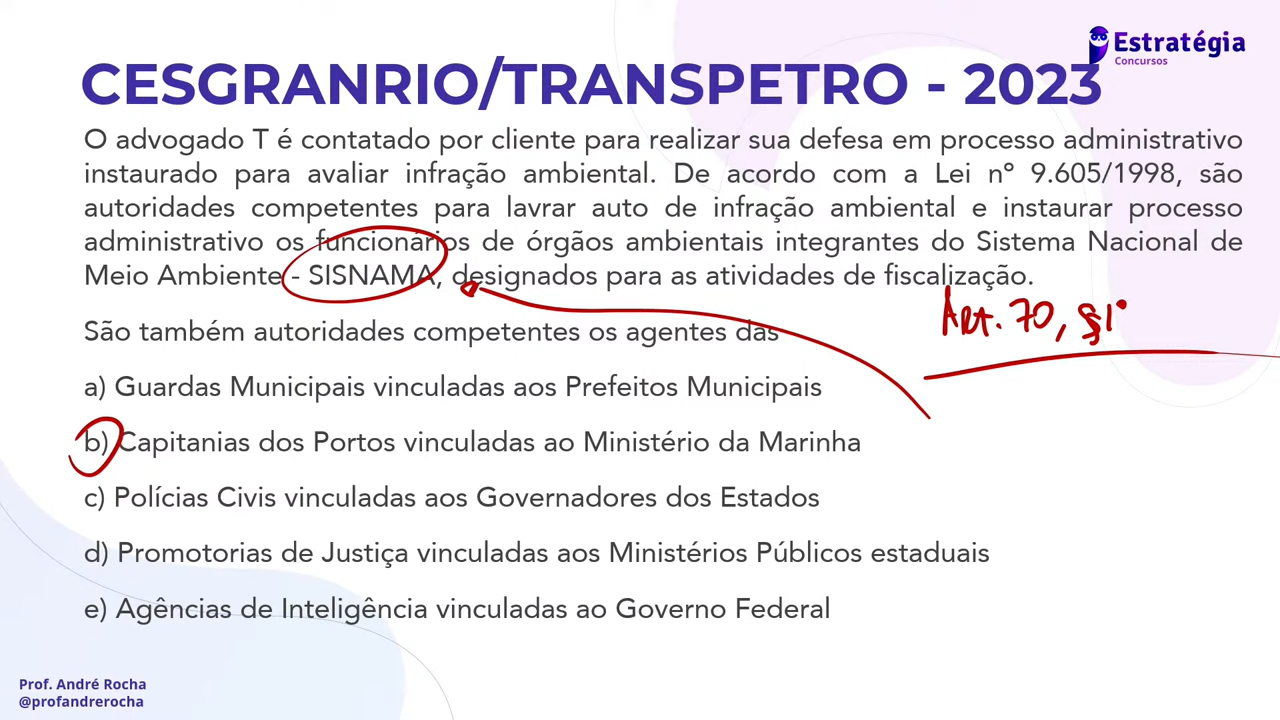 Estratégia
Concursos
CESGRANRIO/TRANSPETRO - 2023
O advogado T é contatado por cliente para realizar sua defesa em processo administrativo
instaurado para avaliar infração ambiental. De acordo com a Lei nº 9.605/1998, são
autoridades competentes para lavrar auto de infração ambiental e instaurar processo
administrativo os funcionários de órgãos ambientais integrantes do Sistema Nacional de
Meio Ambiente - SISNAMA, designados para as atividades de fiscalização.
Art. 70, §1º
São também autoridades competentes os agentes das
a) Guardas Municipais vinculadas aos Prefeitos Municipais
b) Capitanias dos Portos vinculadas ao Ministério da Marinha
c) Polícias Civis vinculadas aos Governadores dos Estados
d) Promotorias de Justiça vinculadas aos Ministérios Públicos estaduais
e) Agências de Inteligência vinculadas ao Governo Federal
Prof. André Rocha
@profandrerocha